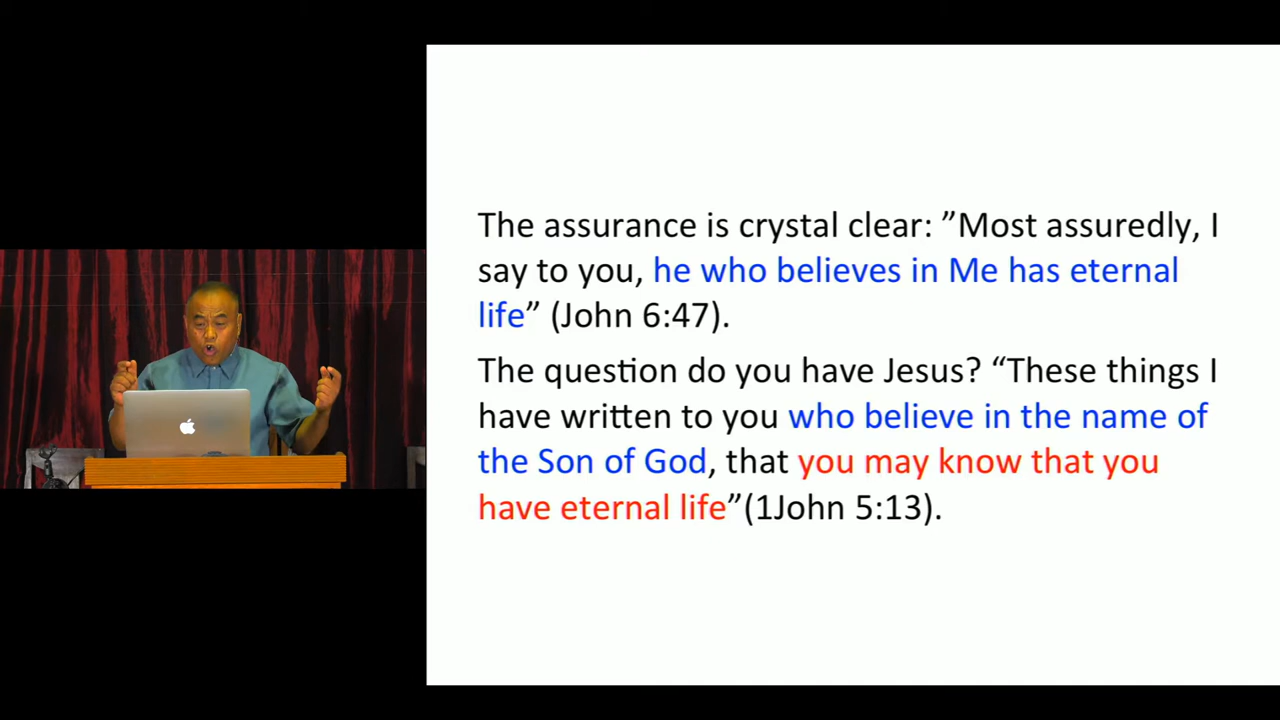 The assurance is crystal clear: ”Most assuredly, I
say to you, he who believes in Me has eternal
life” (John 6:47).
The question do you have Jesus? “These things I
have written to you who believe in the name of
the Son of God, that you may know that you
have eternal life”(1John 5:13).